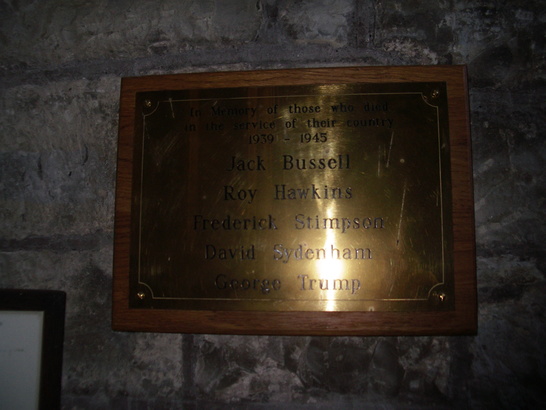 In Memory of those who died
in the service of their country
1939 - 1945
Jack Bussell
Roy Hawkins
Frederick Stimpson
David Sydenham
George Trump